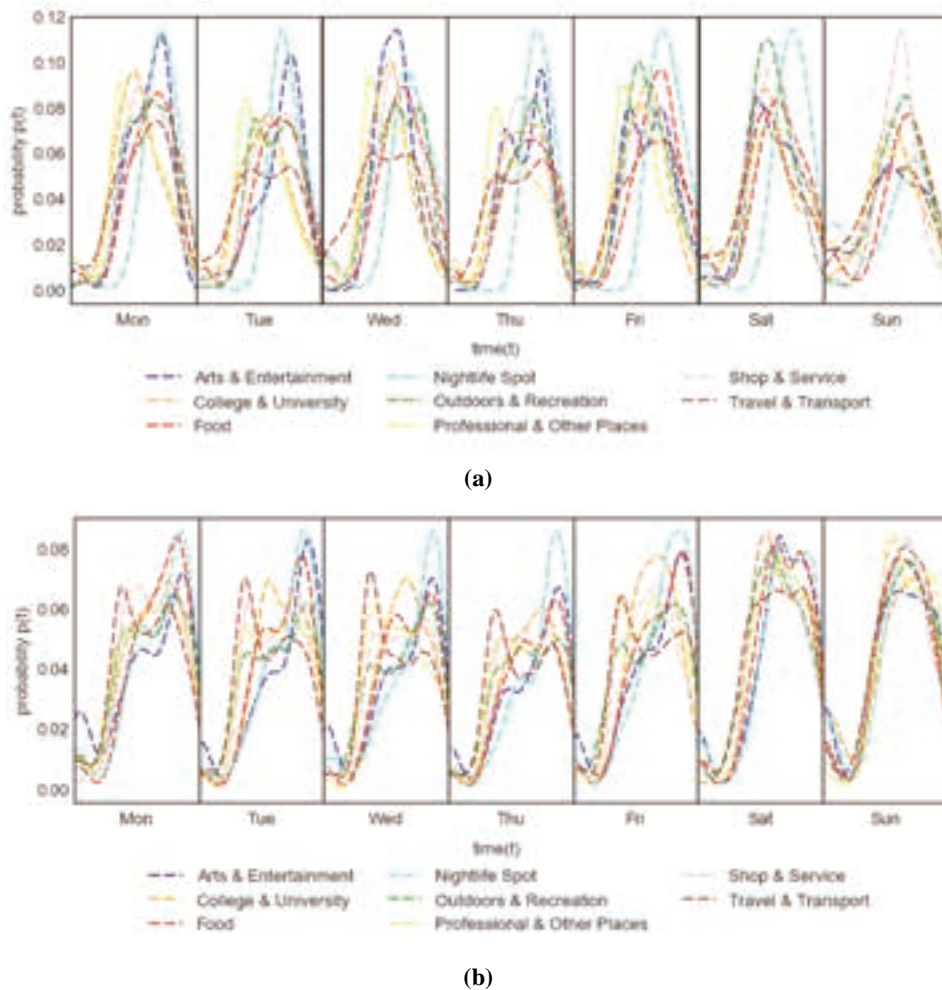 0.12
0.10
0.08
0.06
0.04
0.02
0.00
probability p(t)
Mon Tue Wed Thu Fri Sat Sun
time(t)
Arts & Entertainment Nightlife Spot Shop & Service
College & University Outdoors & Recreation Travel & Transport
Food Professional & Other Places
(a)
0.08
0.06
0.04
0.02
0.00
probability p(t)
Mon Tue Wed Thu Fri Sat Sun
time(t)
Arts & Entertainment Nightlife Spot Shop & Service
College & University Outdoors & Recreation Travel & Transport
Food Professional & Other Places
(b)